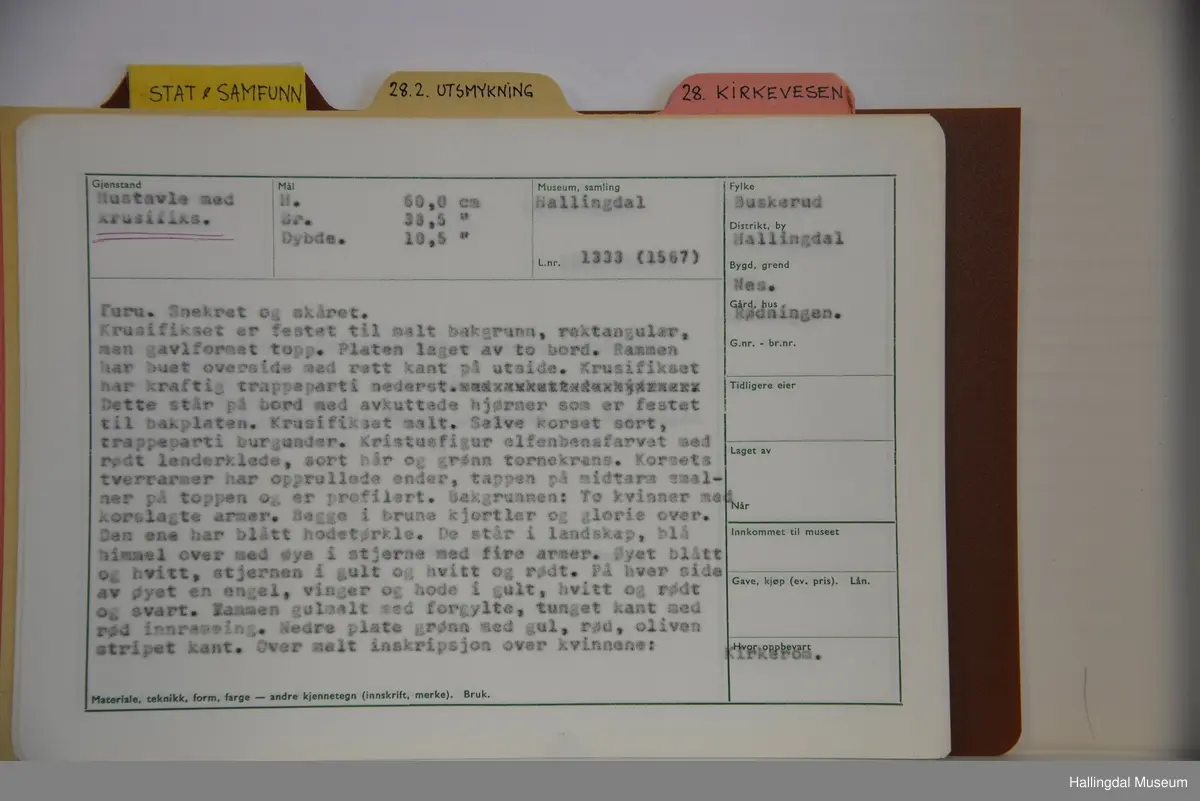 STAT & SAMFUNN
28.2. UTSMYKNING
28. KIRKEVESEN
Gjenstand
Hustavle med
krusifiks.
Mål
H. 60,0 cm
Br. 38,5 "
Dybde. 10,5 "
Museum, samling
Hallingdal
L.nr. 1333 (1567)
Fylke
Buskerud
Distrikt, by
Hallingdal
Bygd, grend
Nes.
Gård, hus
Rødningen.
G.nr. - br.nr.
Tidligere eier
Laget av
Når
Innkommet til museet
Gave, kjøp (ev. pris). Lån.
Hvor oppbevart
Kirkerom.
Furu. Snekret og skåret.
Krusifikset er festet til malt bakgrunn, rektangulær,
men gavlformet topp. Platen laget av to bord. Rammen
har buet overside med rett kant på utside. Krusifikset
har kraftig trappeparti nederst.
Dette står på bord med avkuttede hjørner som er festet
til bakplaten. Krusifikset malt. Selve korset sort,
trappeparti burgunder. Kristusfigur elfenbensfarvet med
rødt lenderklede, sort hår og grønn tornekrans. Korsets
tverrarmer har opprullede ender, tappen på midtarm smal-
ner på toppen og er profilert. Bakgrunnen: To kvinner med
korslagte armer. Begge i brune kjortler og glorie over.
Den ene har blått hodetørkle. De står i landskap, blå
himmel over med øye i stjerne med fire armer. Øyet blått
og hvitt, stjernen i gult og hvitt og rødt. På hver side
av øyet en engel, vinger og hode i gult, hvitt og rødt
og svart. Rammen gulmalt med forgylte, tunget kant med
rød innramming. Nedre plate grønn med gul, rød, oliven
stripet kant. Over malt inskripsjon over kvinnene:
Materiale, teknikk, form, farge — andre kjennetegn (innskrift, merke). Bruk.
Hallingdal Museum